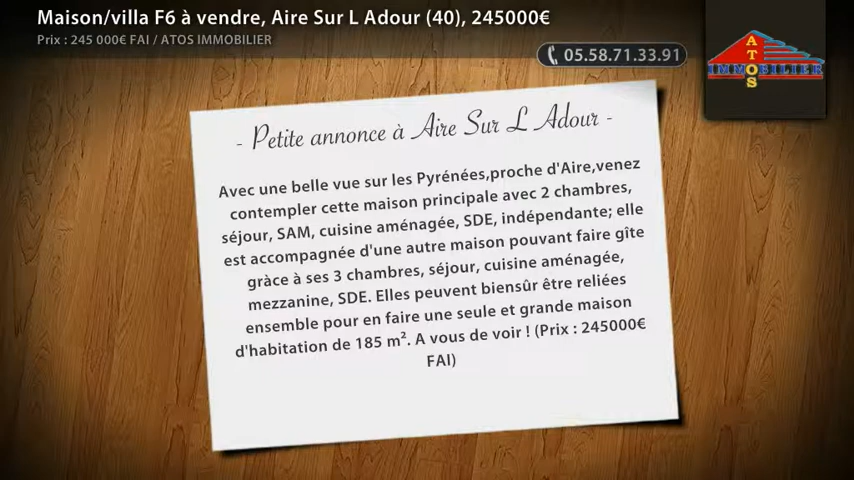 Maison/villa F6 à vendre, Aire Sur L Adour (40), 245000€
Prix : 245 000€ FAI / ATOS IMMOBILIER
05.58.71.33.91
ATOS
IMMOBILIER
- Petite annonce à Aire Sur L Adour -
Avec une belle vue sur les Pyrénées,proche d'Aire,venez
contempler cette maison principale avec 2 chambres,
séjour, SAM, cuisine aménagée, SDE, indépendante; elle
est accompagnée d'une autre maison pouvant faire gîte
gràce à ses 3 chambres, séjour, cuisine aménagée,
mezzanine, SDE. Elles peuvent biensûr être reliées
ensemble pour en faire une seule et grande maison
d'habitation de 185 m². A vous de voir ! (Prix : 245000€
FAI)